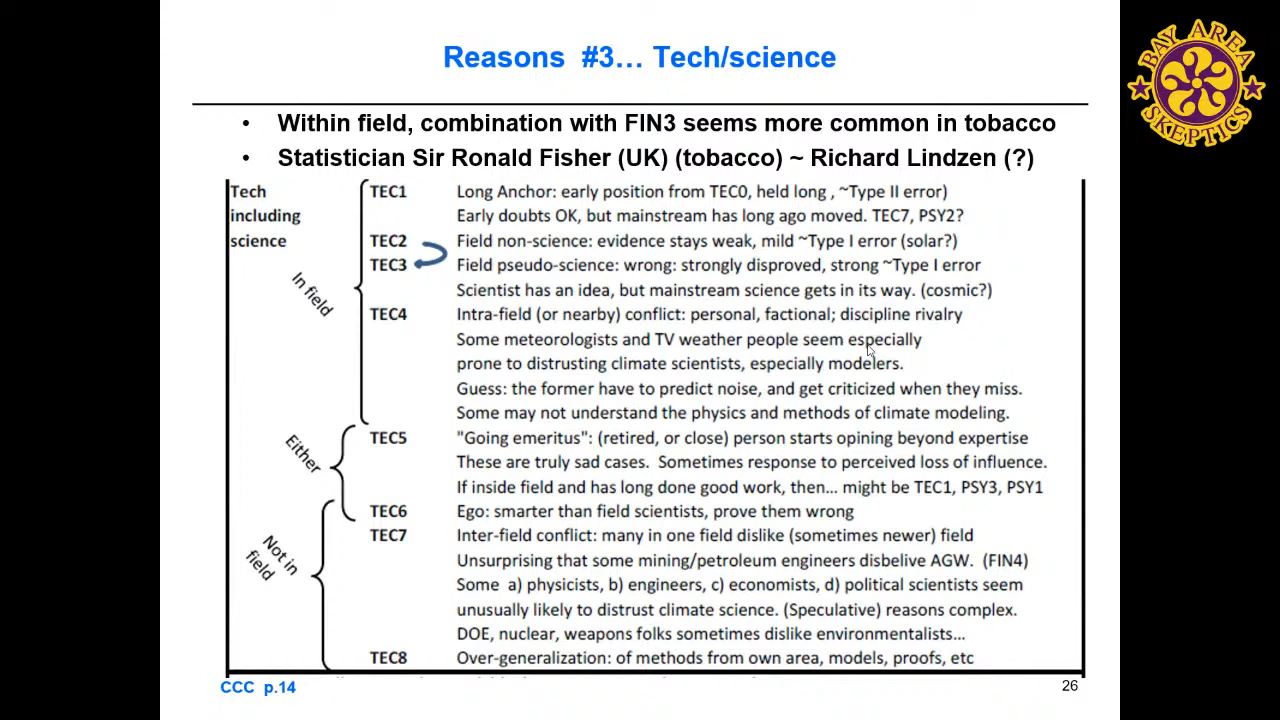 Reasons #3… Tech/science
BAY AREA
SKEPTICS
• Within field, combination with FIN3 seems more common in tobacco
• Statistician Sir Ronald Fisher (UK) (tobacco) ~ Richard Lindzen (?)
Tech including science
In field
TEC1 Long Anchor: early position from TEC0, held long , ~Type II error)
Early doubts OK, but mainstream has long ago moved. TEC7, PSY2?
TEC2 Field non-science: evidence stays weak, mild ~Type I error (solar?)
TEC3 Field pseudo-science: wrong: strongly disproved, strong ~Type I error
Scientist has an idea, but mainstream science gets in its way. (cosmic?)
TEC4 Intra-field (or nearby) conflict: personal, factional; discipline rivalry
Some meteorologists and TV weather people seem especially
prone to distrusting climate scientists, especially modelers.
Guess: the former have to predict noise, and get criticized when they miss.
Some may not understand the physics and methods of climate modeling.
Either
TEC5 "Going emeritus": (retired, or close) person starts opining beyond expertise
These are truly sad cases. Sometimes response to perceived loss of influence.
If inside field and has long done good work, then... might be TEC1, PSY3, PSY1
TEC6 Ego: smarter than field scientists, prove them wrong
Not in field
TEC7 Inter-field conflict: many in one field dislike (sometimes newer) field
Unsurprising that some mining/petroleum engineers disbelive AGW. (FIN4)
Some a) physicists, b) engineers, c) economists, d) political scientists seem
unusually likely to distrust climate science. (Speculative) reasons complex.
DOE, nuclear, weapons folks sometimes dislike environmentalists...
TEC8 Over-generalization: of methods from own area, models, proofs, etc
CCC p.14
26